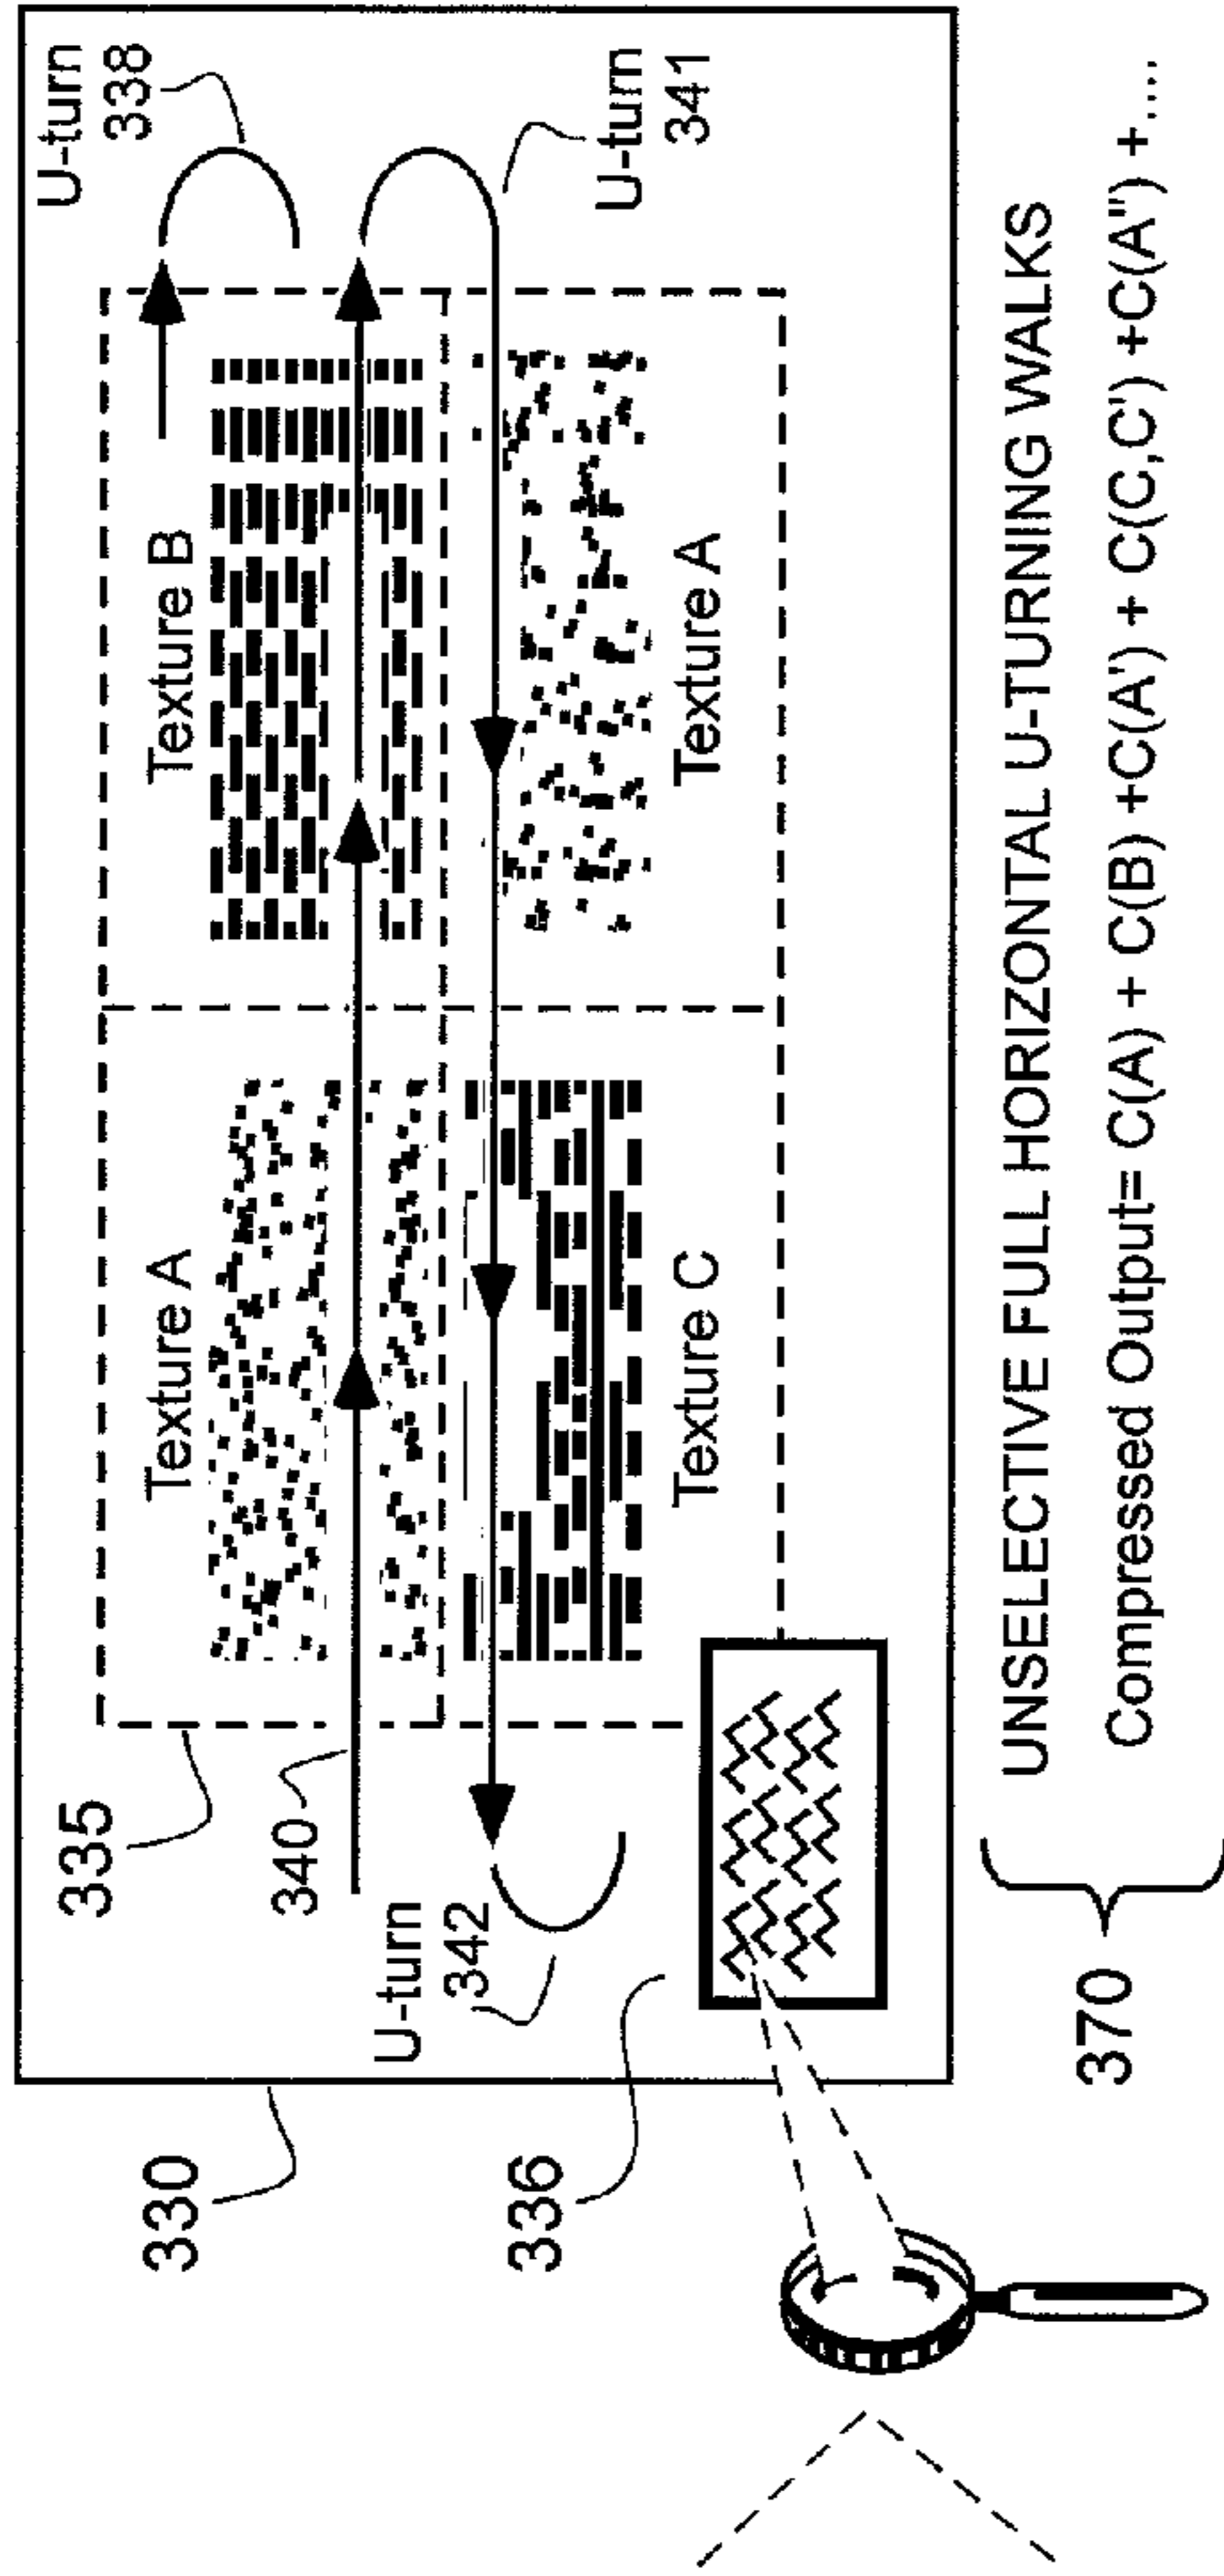 U-turn
338
Texture A
Texture B
335
340
U-turn
341
U-turn
342
Texture C
Texture A
330
336
370
UNSELECTIVE FULL HORIZONTAL U-TURNING WALKS
Compressed Output= C(A) + C(B) +C(A') + C(C,C') +C(A") +....